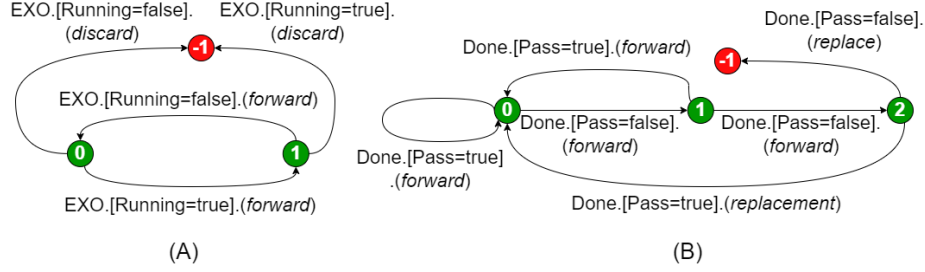 EXO.[Running=false].
(discard)
EXO.[Running=true].
(discard)
-1
EXO.[Running=false].(forward)
0
1
EXO.[Running=true].(forward)
(A)
Done.[Pass=false].
(replace)
Done.[Pass=true].(forward)
-1
0
1
2
Done.[Pass=false].
(forward)
Done.[Pass=false].
(forward)
Done.[Pass=true]
.(forward)
Done.[Pass=true].(replacement)
(B)